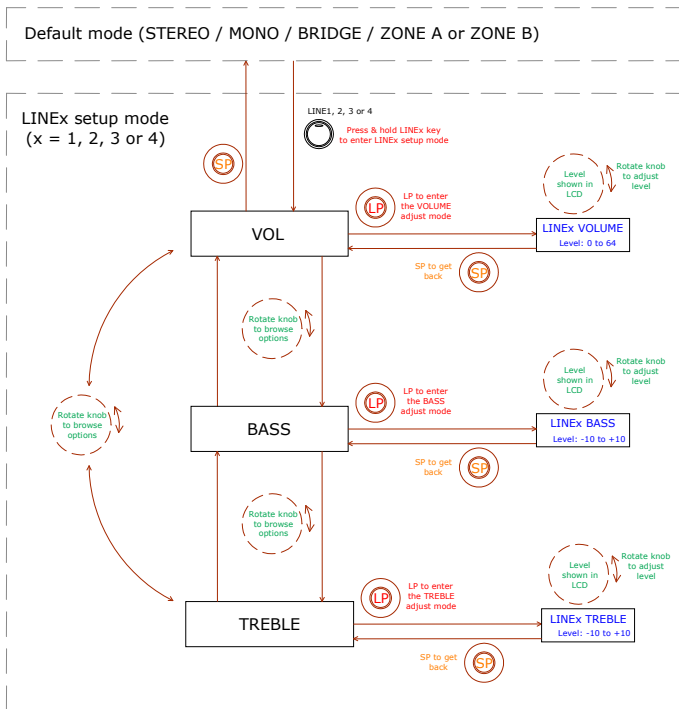 Default mode (STEREO / MONO / BRIDGE / ZONE A or ZONE B)
LINEx setup mode
(x = 1, 2, 3 or 4)
LINE1, 2, 3 or 4
Press & hold LINEx key
to enter LINEx setup mode
SP
LP
LP to enter
the VOLUME
adjust mode
Level
shown in
LCD
Rotate knob
to adjust
level
VOL
LINEx VOLUME
Level: 0 to 64
SP to get
back
SP
Rotate knob
to browse
options
LP
LP to enter
the BASS
adjust mode
Level
shown in
LCD
Rotate knob
to adjust
level
Rotate knob
to browse
options
BASS
LINEx BASS
Level: -10 to +10
SP to get
back
SP
Rotate knob
to browse
options
LP
LP to enter
the TREBLE
adjust mode
Level
shown in
LCD
Rotate knob
to adjust
level
TREBLE
LINEx TREBLE
Level: -10 to +10
SP to get
back
SP